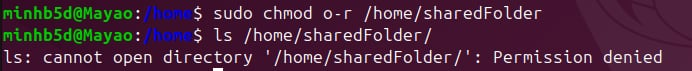 minhb5d@Mayao:/home$ sudo chmod o-r /home/sharedFolder
minhb5d@Mayao:/home$ ls /home/sharedFolder/
ls: cannot open directory '/home/sharedFolder/': Permission denied